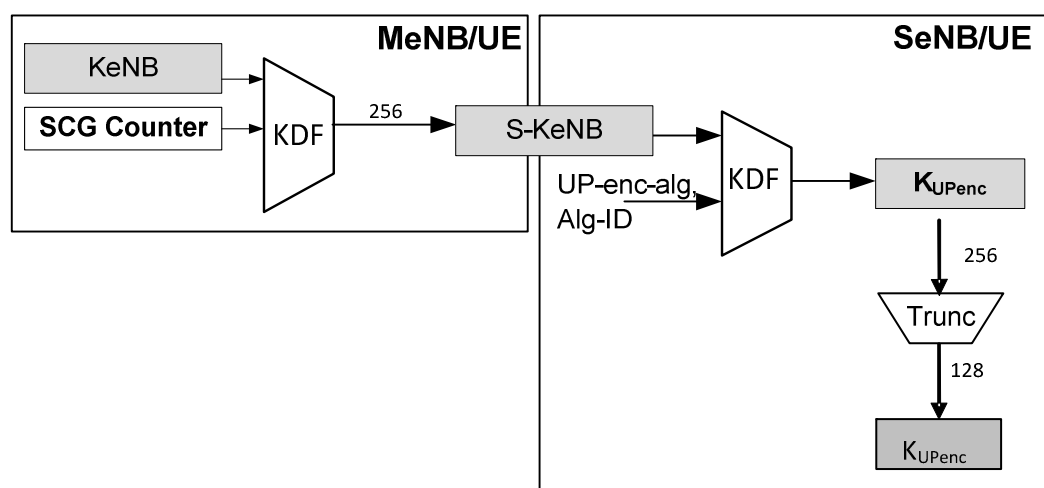 MeNB/UE
KeNB
SCG Counter
KDF
256
S-KeNB
SeNB/UE
UP-enc-alg,
Alg-ID
KDF
KUPenc
256
Trunc
128
KUPenc